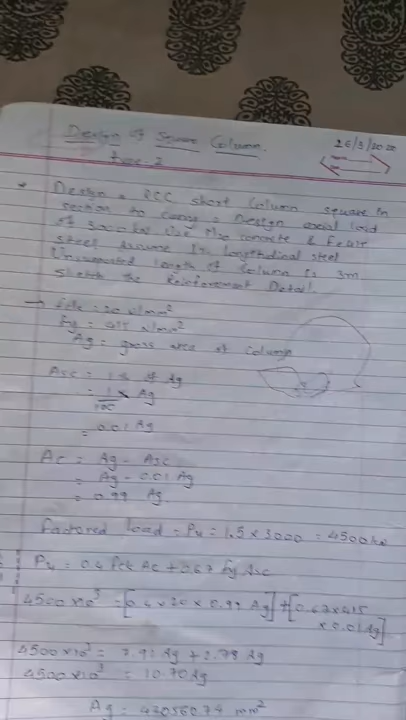 Design of Square Column.
type-2
26/3/2020
* Design a RCC short column square in
section to carry a Design axial load
of 3000 kN Use M20 concrete & Fe415
steel Assume 1% longitudinal steel
Unsupported length of column is 3m
Sketch the Reinforcement Detail.
→ fck = 20 N/mm²
Fy = 415 N/mm²
Ag = gross area of column
Asc = 1% of Ag
= 1/100 × Ag
= 0.01 Ag
Ac = Ag - Asc
= Ag - 0.01 Ag
= 0.99 Ag
Factored load = Pu = 1.5 × 3000 = 4500 kN
Pu = 0.4 fck Ac + 0.67 fy Asc
4500×10³ = [0.4 × 20 × 0.99 Ag] + [0.67×415
× 0.01 Ag]
4500×10³ = 7.92 Ag + 2.78 Ag
4500×10³ = 10.70 Ag
Ag = mm²